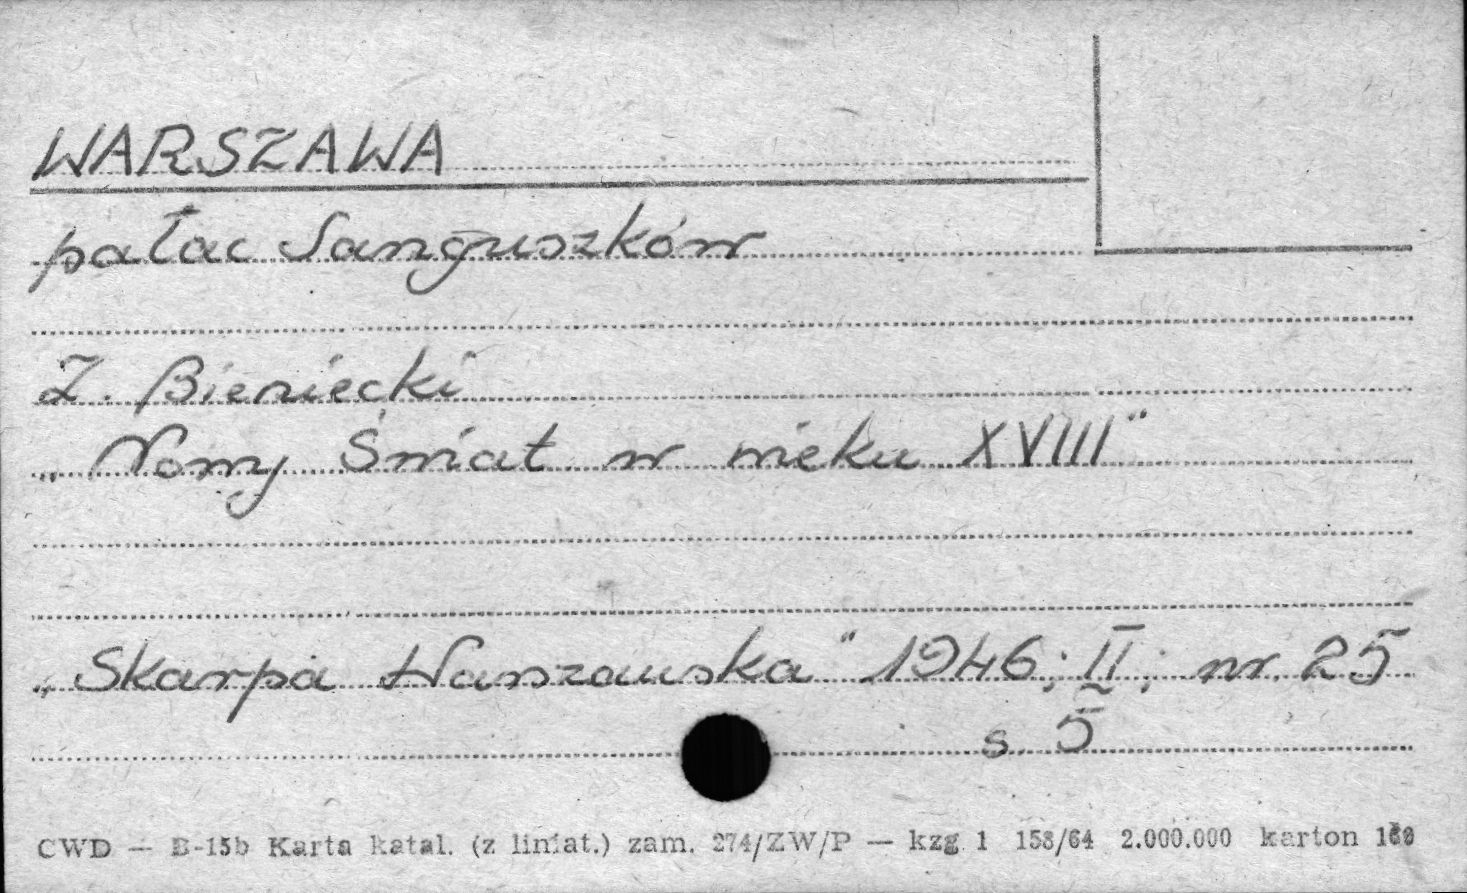 WARSZAWA
pałac Sanguszków
Z. Bieniecki
„Nowy Świat w wieku XVIII"
„Skarpa Warszawska" 1946; II; nr. 25
s. 5
CWD — B-15b Karta katal. (z liniat.) zam. 274/ZW/P — kzg 1 158/64 2.000.000 karton